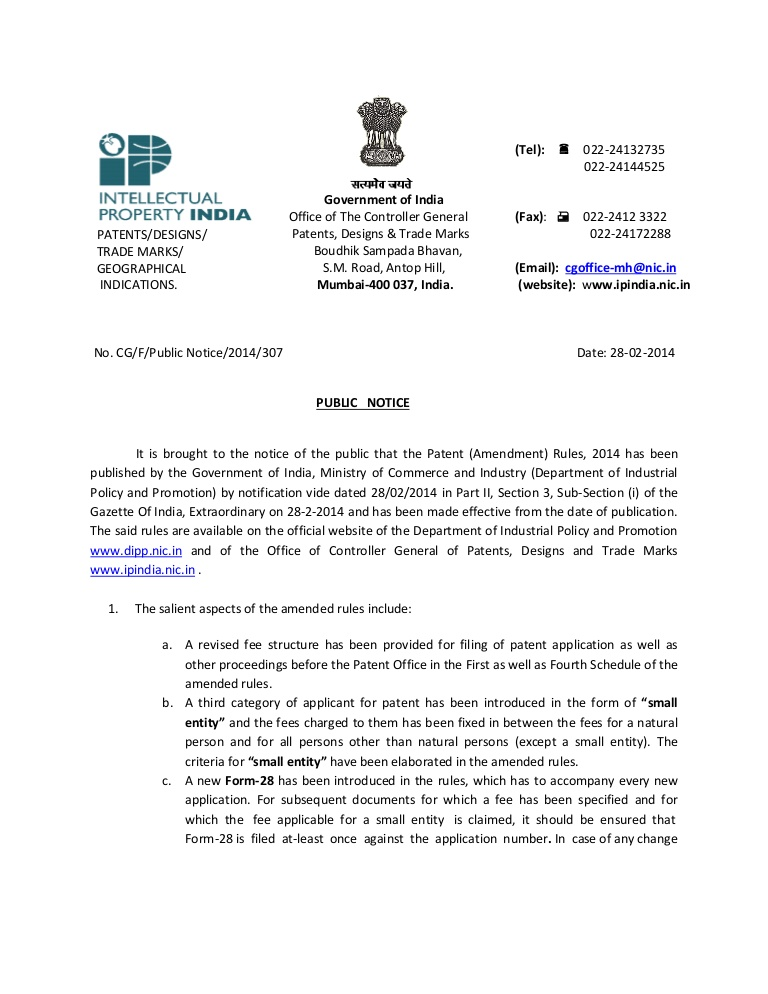 INTELLECTUAL
PROPERTY INDIA
PATENTS/DESIGNS/
TRADE MARKS/
GEOGRAPHICAL
INDICATIONS.
सत्यमेव जयते
Government of India
Office of The Controller General
Patents, Designs & Trade Marks
Boudhik Sampada Bhavan,
S.M. Road, Antop Hill,
Mumbai-400 037, India.
(Tel): 022-24132735
022-24144525
(Fax): 022-2412 3322
022-24172288
(Email): cgoffice-mh@nic.in
(website): www.ipindia.nic.in
No. CG/F/Public Notice/2014/307 Date: 28-02-2014
PUBLIC NOTICE
It is brought to the notice of the public that the Patent (Amendment) Rules, 2014 has been
published by the Government of India, Ministry of Commerce and Industry (Department of Industrial
Policy and Promotion) by notification vide dated 28/02/2014 in Part II, Section 3, Sub-Section (i) of the
Gazette Of India, Extraordinary on 28-2-2014 and has been made effective from the date of publication.
The said rules are available on the official website of the Department of Industrial Policy and Promotion
www.dipp.nic.in and of the Office of Controller General of Patents, Designs and Trade Marks
www.ipindia.nic.in .
1. The salient aspects of the amended rules include:
a. A revised fee structure has been provided for filing of patent application as well as
other proceedings before the Patent Office in the First as well as Fourth Schedule of the
amended rules.
b. A third category of applicant for patent has been introduced in the form of “small
entity” and the fees charged to them has been fixed in between the fees for a natural
person and for all persons other than natural persons (except a small entity). The
criteria for “small entity” have been elaborated in the amended rules.
c. A new Form-28 has been introduced in the rules, which has to accompany every new
application. For subsequent documents for which a fee has been specified and for
which the fee applicable for a small entity is claimed, it should be ensured that
Form-28 is filed at-least once against the application number. In case of any change